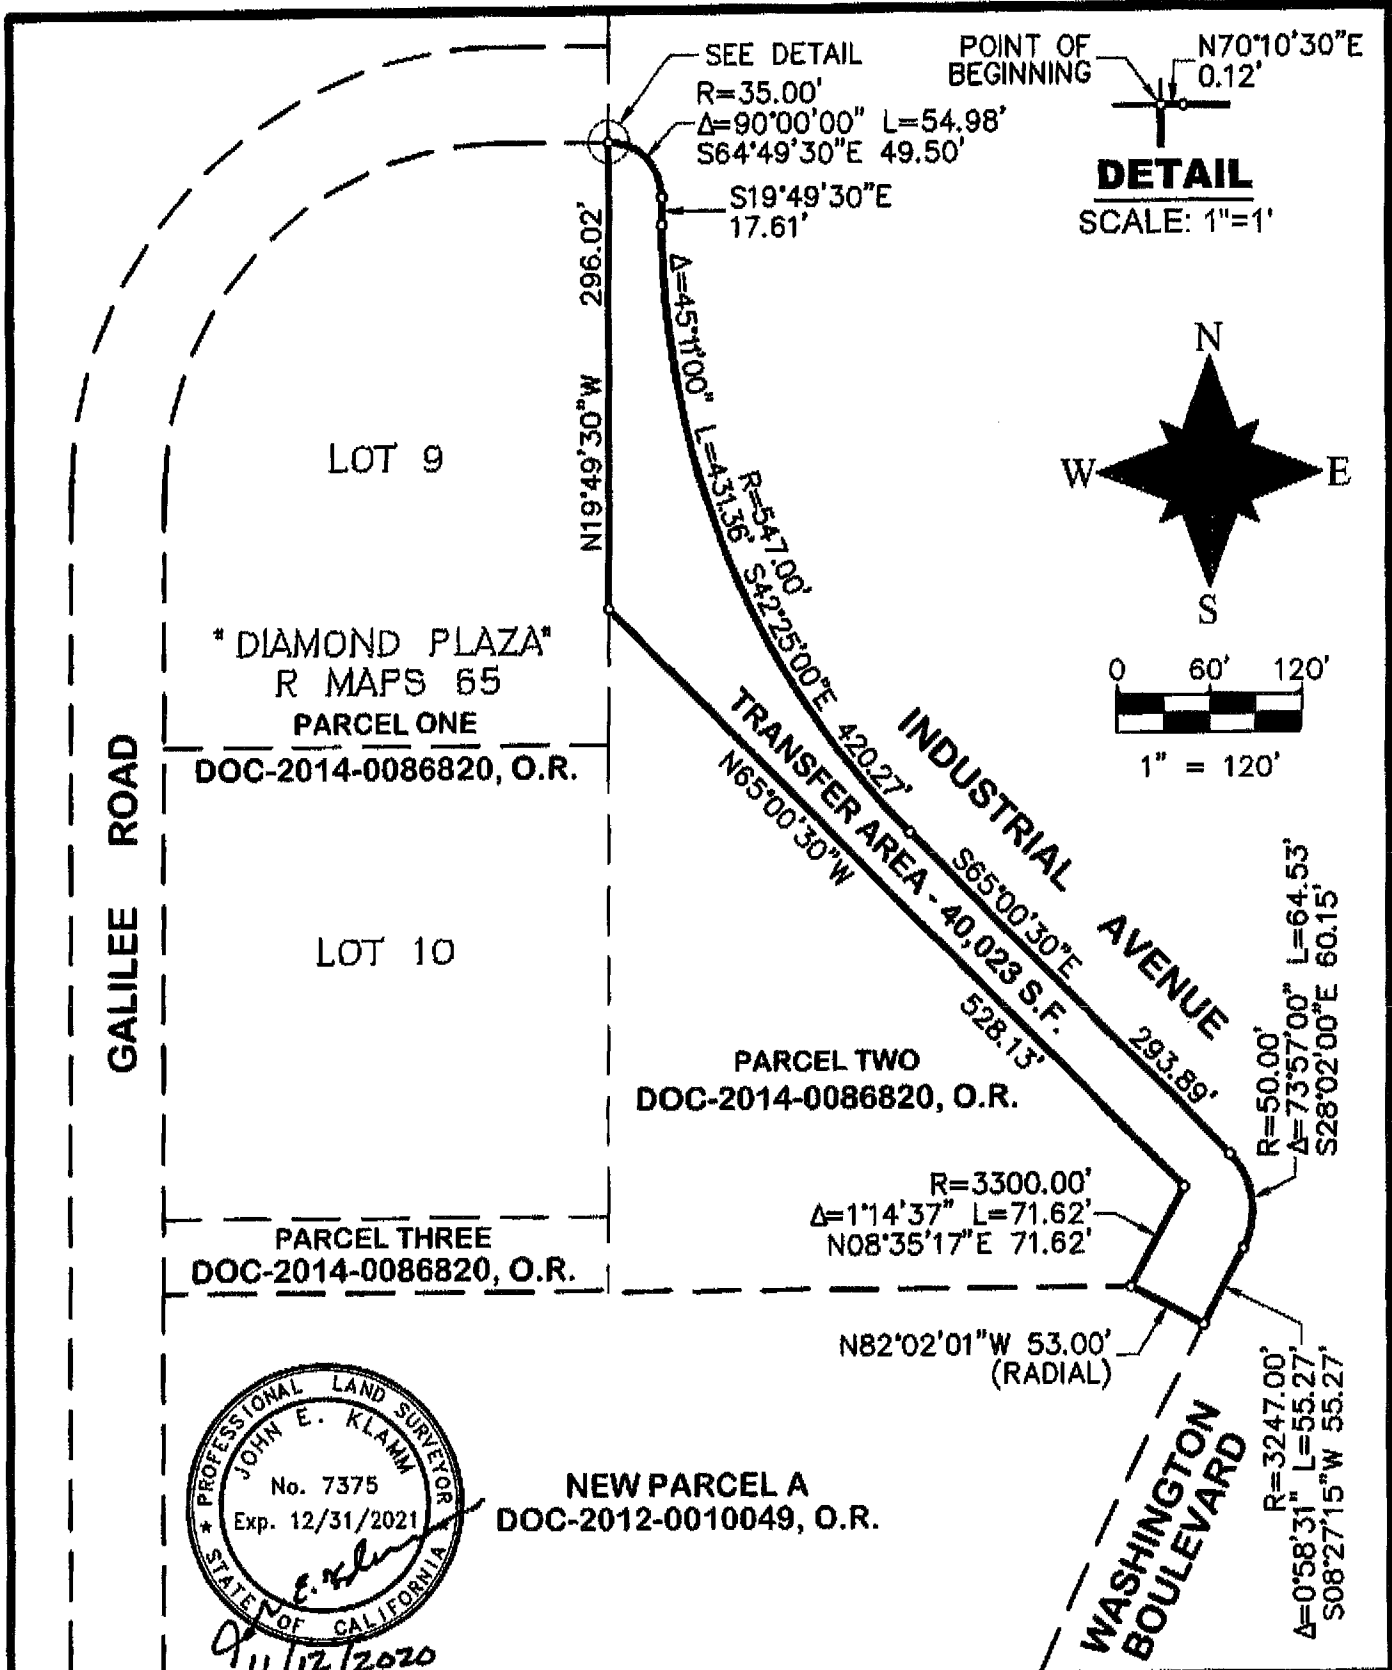 SEE DETAIL
R=35.00'
Δ=90°00'00" L=54.98'
S64°49'30"E 49.50'
POINT OF
BEGINNING
N70°10'30"E
0.12'
DETAIL
SCALE: 1"=1'
S19°49'30"E
17.61'
N19°49'30"W 296.02'
Δ=45°11'00" L=431.36'
R=547.00'
S42°25'00"E 420.27'
N
W
E
S
LOT 9
"DIAMOND PLAZA"
R MAPS 65
PARCEL ONE
DOC-2014-0086820, O.R.
0 60' 120'
1" = 120'
GALILEE ROAD
TRANSFER AREA - 40,023 S.F.
N65°00'30"W 528.13'
INDUSTRIAL AVENUE
S65°00'30"E 293.89'
LOT 10
PARCEL TWO
DOC-2014-0086820, O.R.
R=50.00'
Δ=73°57'00" L=64.53'
S28°02'00"E 60.15'
R=3300.00'
Δ=1°14'37" L=71.62'
N08°35'17"E 71.62'
PARCEL THREE
DOC-2014-0086820, O.R.
N82°02'01"W 53.00'
(RADIAL)
R=3247.00'
Δ=0°58'31" L=55.27'
S08°27'15"W 55.27'
WASHINGTON
BOULEVARD
NEW PARCEL A
DOC-2012-0010049, O.R.
PROFESSIONAL LAND SURVEYOR
JOHN E. KLAMM
No. 7375
Exp. 12/31/2021
STATE OF CALIFORNIA
11/12/2020